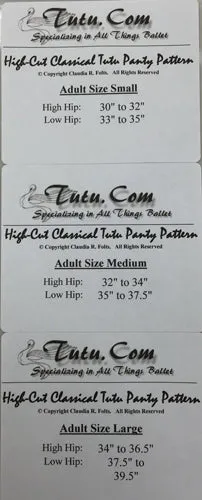 Tutu.Com
Specializing in All Things Ballet
High-Cut Classical Tutu Panty Pattern
© Copyright Claudia R. Folts. All Rights Reserved
Adult Size Small
High Hip: 30" to 32"
Low Hip: 33" to 35"
Tutu.Com
Specializing in All Things Ballet
High-Cut Classical Tutu Panty Pattern
© Copyright Claudia R. Folts. All Rights Reserved
Adult Size Medium
High Hip: 32" to 34"
Low Hip: 35" to 37.5"
Tutu.Com
Specializing in All Things Ballet
High-Cut Classical Tutu Panty Pattern
© Copyright Claudia R. Folts. All Rights Reserved
Adult Size Large
High Hip: 34" to 36.5"
Low Hip: 37.5" to
39.5"